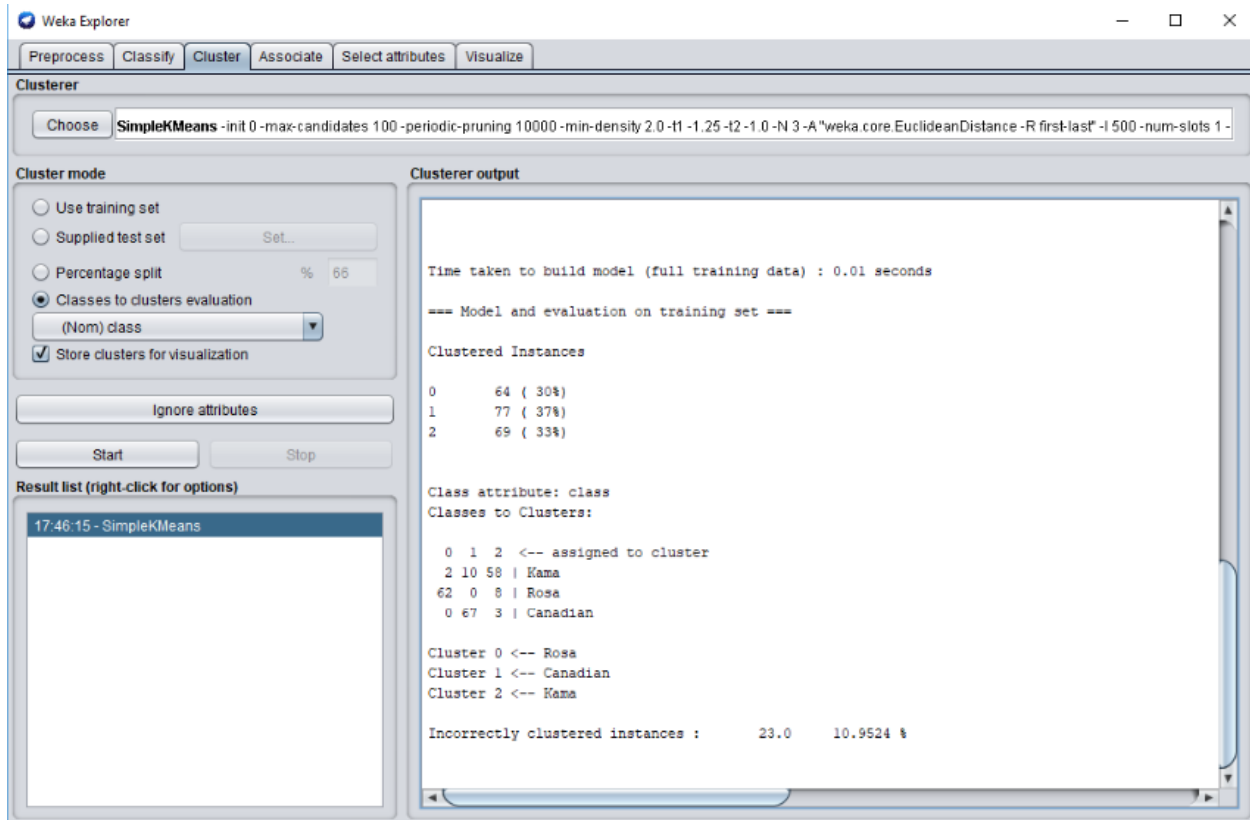 Weka Explorer
Preprocess Classify Cluster Associate Select attributes Visualize
Clusterer
Choose SimpleKMeans -init 0 -max-candidates 100 -periodic-pruning 10000 -min-density 2.0 -t1 -1.25 -t2 -1.0 -N 3 -A "weka.core.EuclideanDistance -R first-last" -I 500 -num-slots 1 -
Cluster mode
Use training set
Supplied test set Set...
Percentage split % 66
Classes to clusters evaluation
(Nom) class
Store clusters for visualization
Ignore attributes
Start Stop
Result list (right-click for options)
17:46:15 - SimpleKMeans
Clusterer output
Time taken to build model (full training data) : 0.01 seconds
=== Model and evaluation on training set ===
Clustered Instances
0 64 ( 30%)
1 77 ( 37%)
2 69 ( 33%)
Class attribute: class
Classes to Clusters:
0 1 2 <-- assigned to cluster
2 10 58 | Kama
62 0 8 | Rosa
0 67 3 | Canadian
Cluster 0 <-- Rosa
Cluster 1 <-- Canadian
Cluster 2 <-- Kama
Incorrectly clustered instances : 23.0 10.9524 %